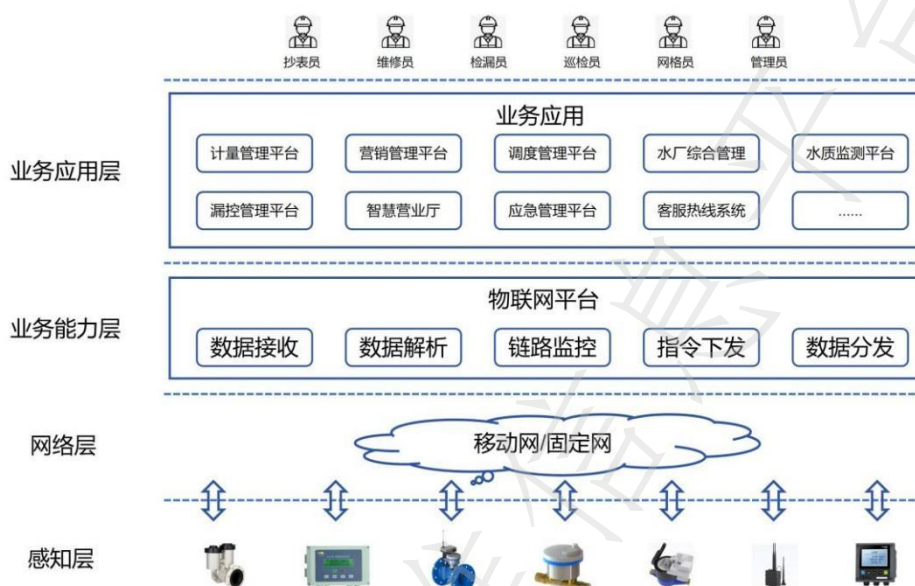 抄表员 维修员 检漏员 巡检员 网格员 管理员
业务应用层
业务应用
计量管理平台 营销管理平台 调度管理平台 水厂综合管理 水质监测平台
漏控管理平台 智慧营业厅 应急管理平台 客服热线系统 ......
业务能力层
物联网平台
数据接收 数据解析 链路监控 指令下发 数据分发
网络层
移动网/固定网
感知层